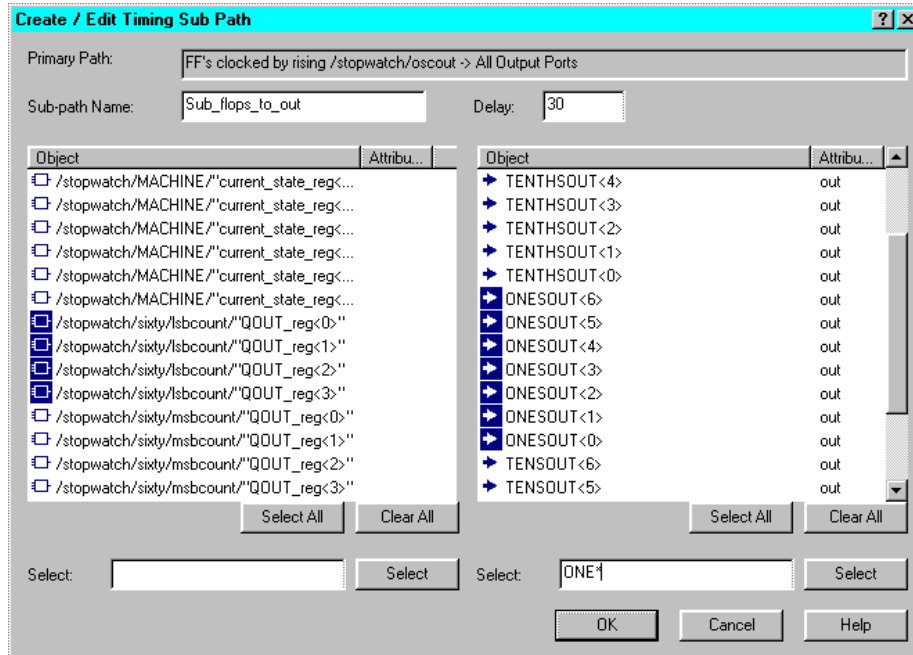 Create / Edit Timing Sub Path
Primary Path: FF's clocked by rising /stopwatch/oscout -> All Output Ports
Sub-path Name: Sub_flops_to_out Delay: 30
Object Attribu... Object Attribu...
/stopwatch/MACHINE/"current_state_reg<... TENTHSOUT<4> out
/stopwatch/MACHINE/"current_state_reg<... TENTHSOUT<3> out
/stopwatch/MACHINE/"current_state_reg<... TENTHSOUT<2> out
/stopwatch/MACHINE/"current_state_reg<... TENTHSOUT<1> out
/stopwatch/MACHINE/"current_state_reg<... TENTHSOUT<0> out
/stopwatch/MACHINE/"current_state_reg<... ONESOUT<6> out
/stopwatch/sixty/lsbcount/"QOUT_reg<0>" ONESOUT<5> out
/stopwatch/sixty/lsbcount/"QOUT_reg<1>" ONESOUT<4> out
/stopwatch/sixty/lsbcount/"QOUT_reg<2>" ONESOUT<3> out
/stopwatch/sixty/lsbcount/"QOUT_reg<3>" ONESOUT<2> out
/stopwatch/sixty/msbcount/"QOUT_reg<0>" ONESOUT<1> out
/stopwatch/sixty/msbcount/"QOUT_reg<1>" ONESOUT<0> out
/stopwatch/sixty/msbcount/"QOUT_reg<2>" TENSOUT<6> out
/stopwatch/sixty/msbcount/"QOUT_reg<3>" TENSOUT<5> out
Select All Clear All Select All Clear All
Select: Select Select: ONE* Select
OK Cancel Help